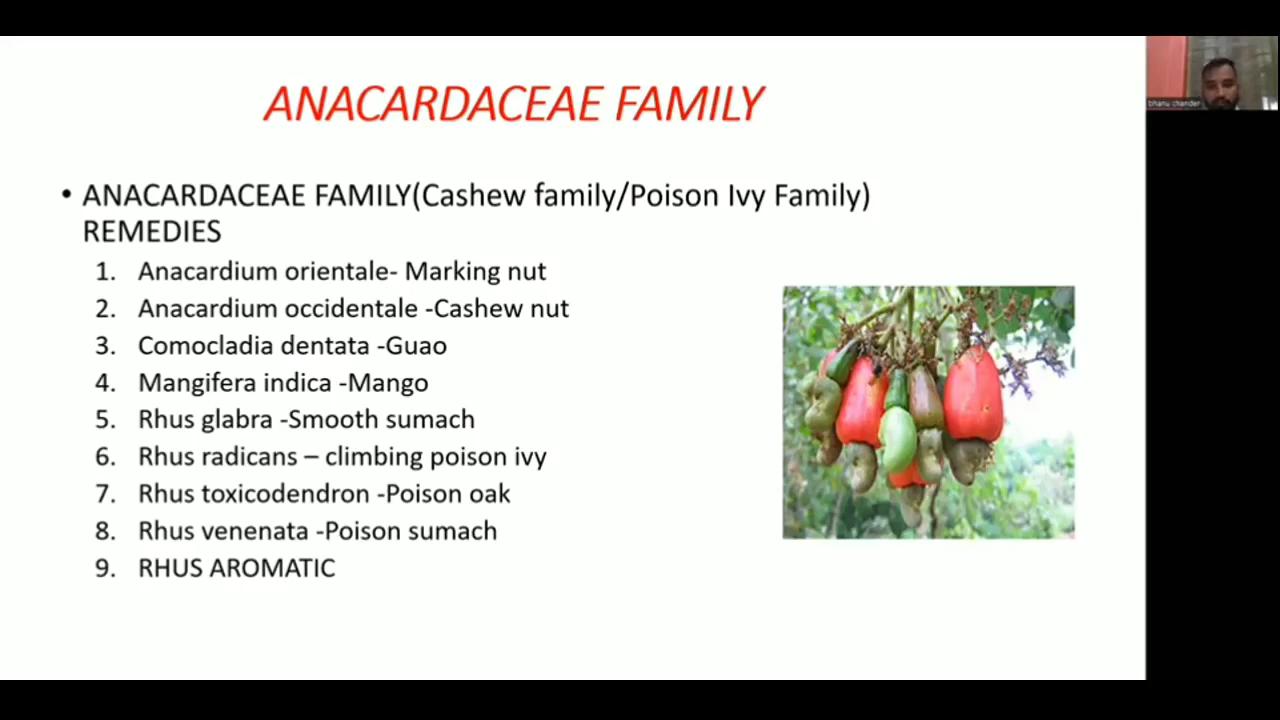 ANACARDACEAE FAMILY
• ANACARDACEAE FAMILY(Cashew family/Poison Ivy Family)
REMEDIES
1. Anacardium orientale- Marking nut
2. Anacardium occidentale -Cashew nut
3. Comocladia dentata -Guao
4. Mangifera indica -Mango
5. Rhus glabra -Smooth sumach
6. Rhus radicans – climbing poison ivy
7. Rhus toxicodendron -Poison oak
8. Rhus venenata -Poison sumach
9. RHUS AROMATIC
bhanu chander